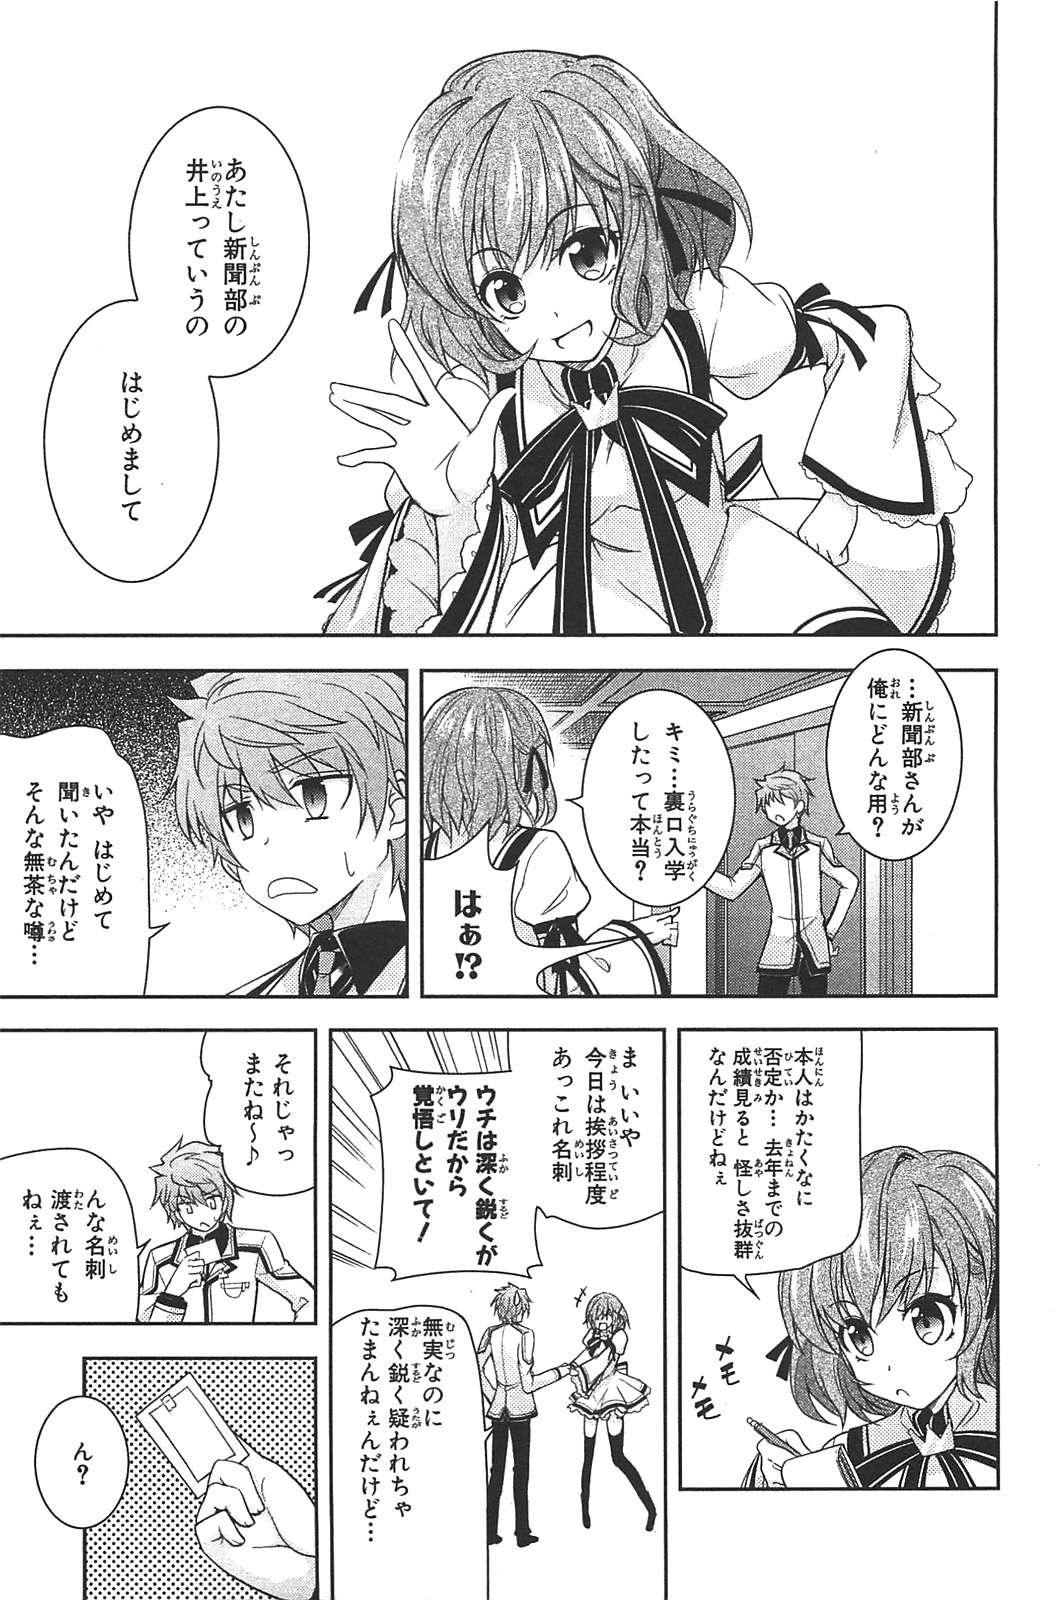 あたし新聞部の
井上っていうの
はじめまして
…新聞部さんが
俺にどんな用？
キミ…裏口入学
したって本当？
はぁ!?
いや はじめて
聞いたんだけど
そんな無茶な噂…
本人はかたくなに
否定か… 去年までの
成績見ると 怪しさ抜群
なんだけどねぇ
メモ
メモ
まぁいいや
今日は挨拶程度
あっこれ名刺
ウチは深く鋭くが
ウリだから
覚悟しといて！
無実なのに
深く鋭く疑われちゃ
たまんねぇんだけど…
それじゃっ
またね～♪
んな名刺
渡されても
ねぇ…
ん？